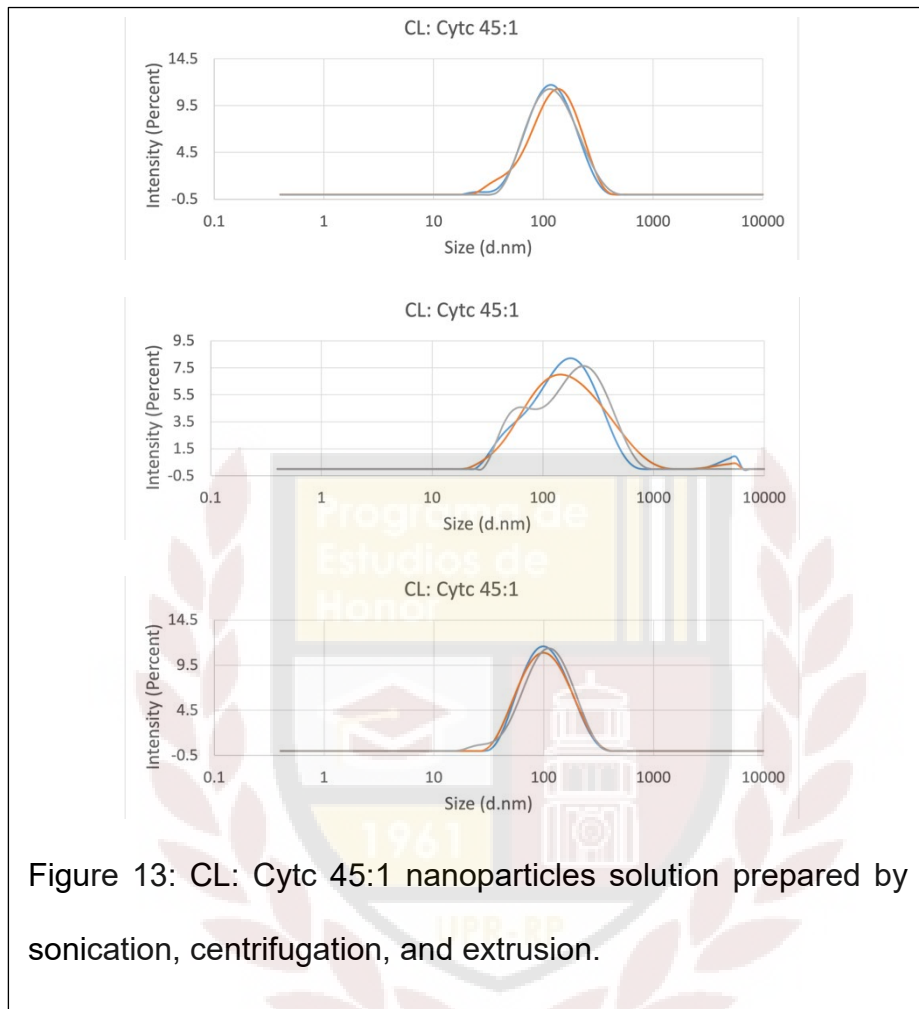 CL: Cytc 45:1
14.5
9.5
4.5
-0.5
Intensity (Percent)
0.1 1 10 100 1000 10000
Size (d.nm)
CL: Cytc 45:1
9.5
7.5
5.5
3.5
1.5
-0.5
Intensity (Percent)
0.1 1 10 100 1000 10000
Size (d.nm)
Programa de
Estudios de
Honor
CL: Cytc 45:1
14.5
9.5
4.5
-0.5
Intensity (Percent)
0.1 1 10 100 1000 10000
Size (d.nm)
1961
Figure 13: CL: Cytc 45:1 nanoparticles solution prepared by
UPR-RP
sonication, centrifugation, and extrusion.